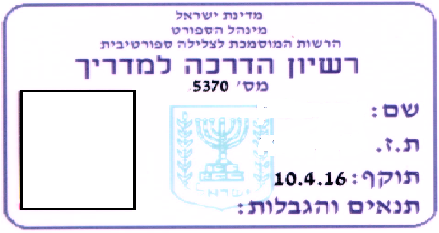 מדינת ישראל
מינהל הספורט
הרשות המוסמכת לצלילה ספורטיבית
רשיון הדרכה למדריך
מס׳ 5370
שם:
ת.ז.
תוקף: 10.4.16
תנאים והגבלות:
ישראל